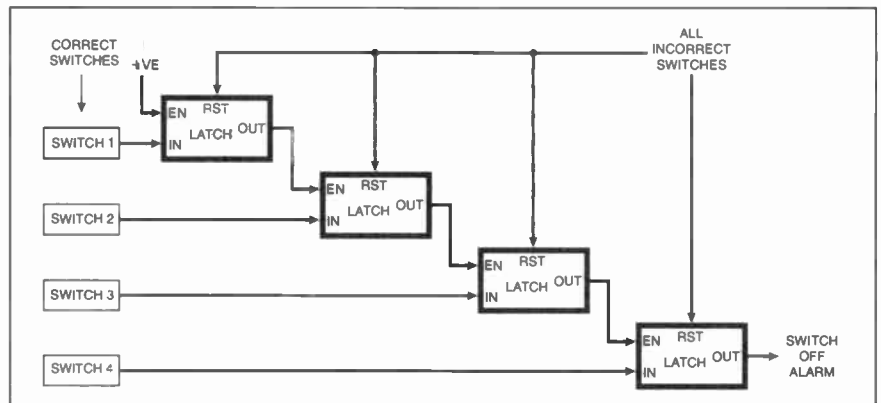 CORRECT
SWITCHES
+VE
ALL
INCORRECT
SWITCHES
EN
RST
LATCH
OUT
IN
SWITCH 1
EN
RST
LATCH
OUT
IN
SWITCH 2
EN
RST
LATCH
OUT
IN
SWITCH 3
EN
RST
LATCH
OUT
IN
SWITCH 4
SWITCH
OFF
ALARM